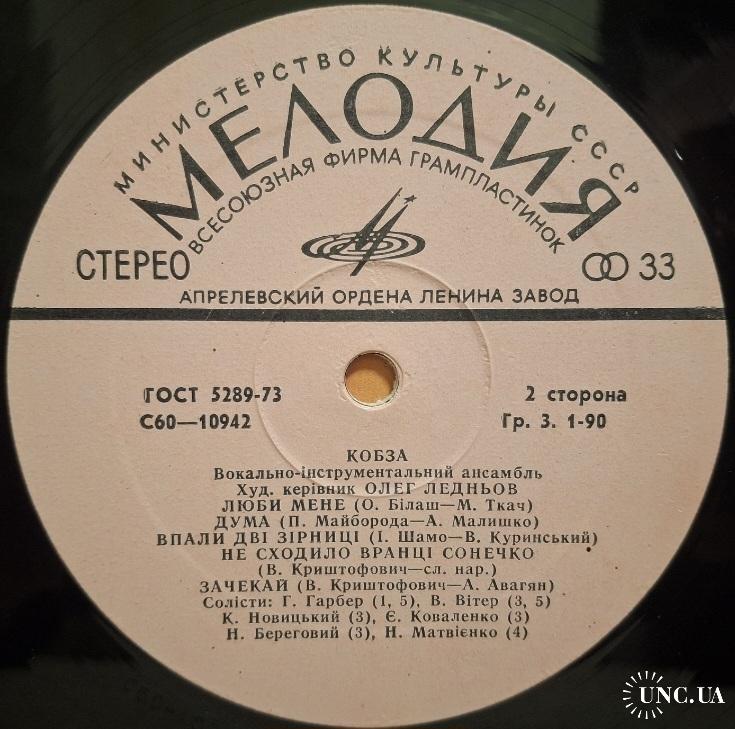 МИНИСТЕРСТВО КУЛЬТУРЫ СССР
МЕЛОДИЯ
ВСЕСОЮЗНАЯ ФИРМА ГРАМПЛАСТИНОК
СТЕРЕО
33
АПРЕЛЕВСКИЙ ОРДЕНА ЛЕНИНА ЗАВОД
ГОСТ 5289-73
2 сторона
С60—10942
Гр. 3. 1-90
КОБЗА
Вокально-інструментальний ансамбль
Худ. керівник ОЛЕГ ЛЕДНЬОВ
ЛЮБИ МЕНЕ (О. Білаш—М. Ткач)
ДУМА (П. Майборода—А. Малишко)
ВПАЛИ ДВІ ЗІРНИЦІ (І. Шамо—В. Куринський)
НЕ СХОДИЛО ВРАНЦІ СОНЕЧКО
(В. Криштофович—сл. нар.)
ЗАЧЕКАЙ (В. Криштофович—А. Авагян)
Солісти: Г. Гарбер (1, 5), В. Вітер (3, 5)
К. Новицький (3), Є. Коваленко (3)
Н. Береговий (3), Н. Матвієнко (4)
UNC.UA